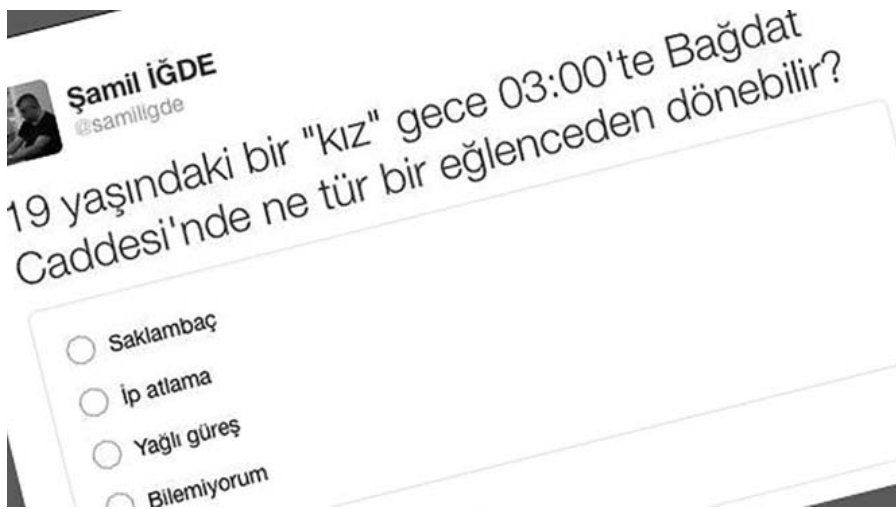 Şamil İĞDE
@samiligde
19 yaşındaki bir "kız" gece 03:00'te Bağdat
Caddesi'nde ne tür bir eğlenceden dönebilir?
Saklambaç
İp atlama
Yağlı güreş
Bilemiyorum